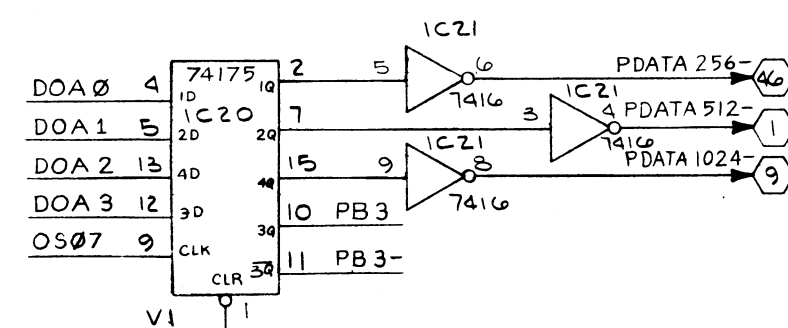 IC21
74175 2 5 6 PDATA 256- 46
DOA Ø 4 1D 1Q 7416 IC21
IC20 7 3 4 PDATA 512- 1
DOA 1 5 2D 2Q IC21 7416
DOA 2 13 4D 4Q 15 9 8 PDATA 1024- 9
DOA 3 12 3D 3Q 10 PB 3 7416
OSØ7 9 CLK 3Q 11 PB 3-
CLR
V1 1